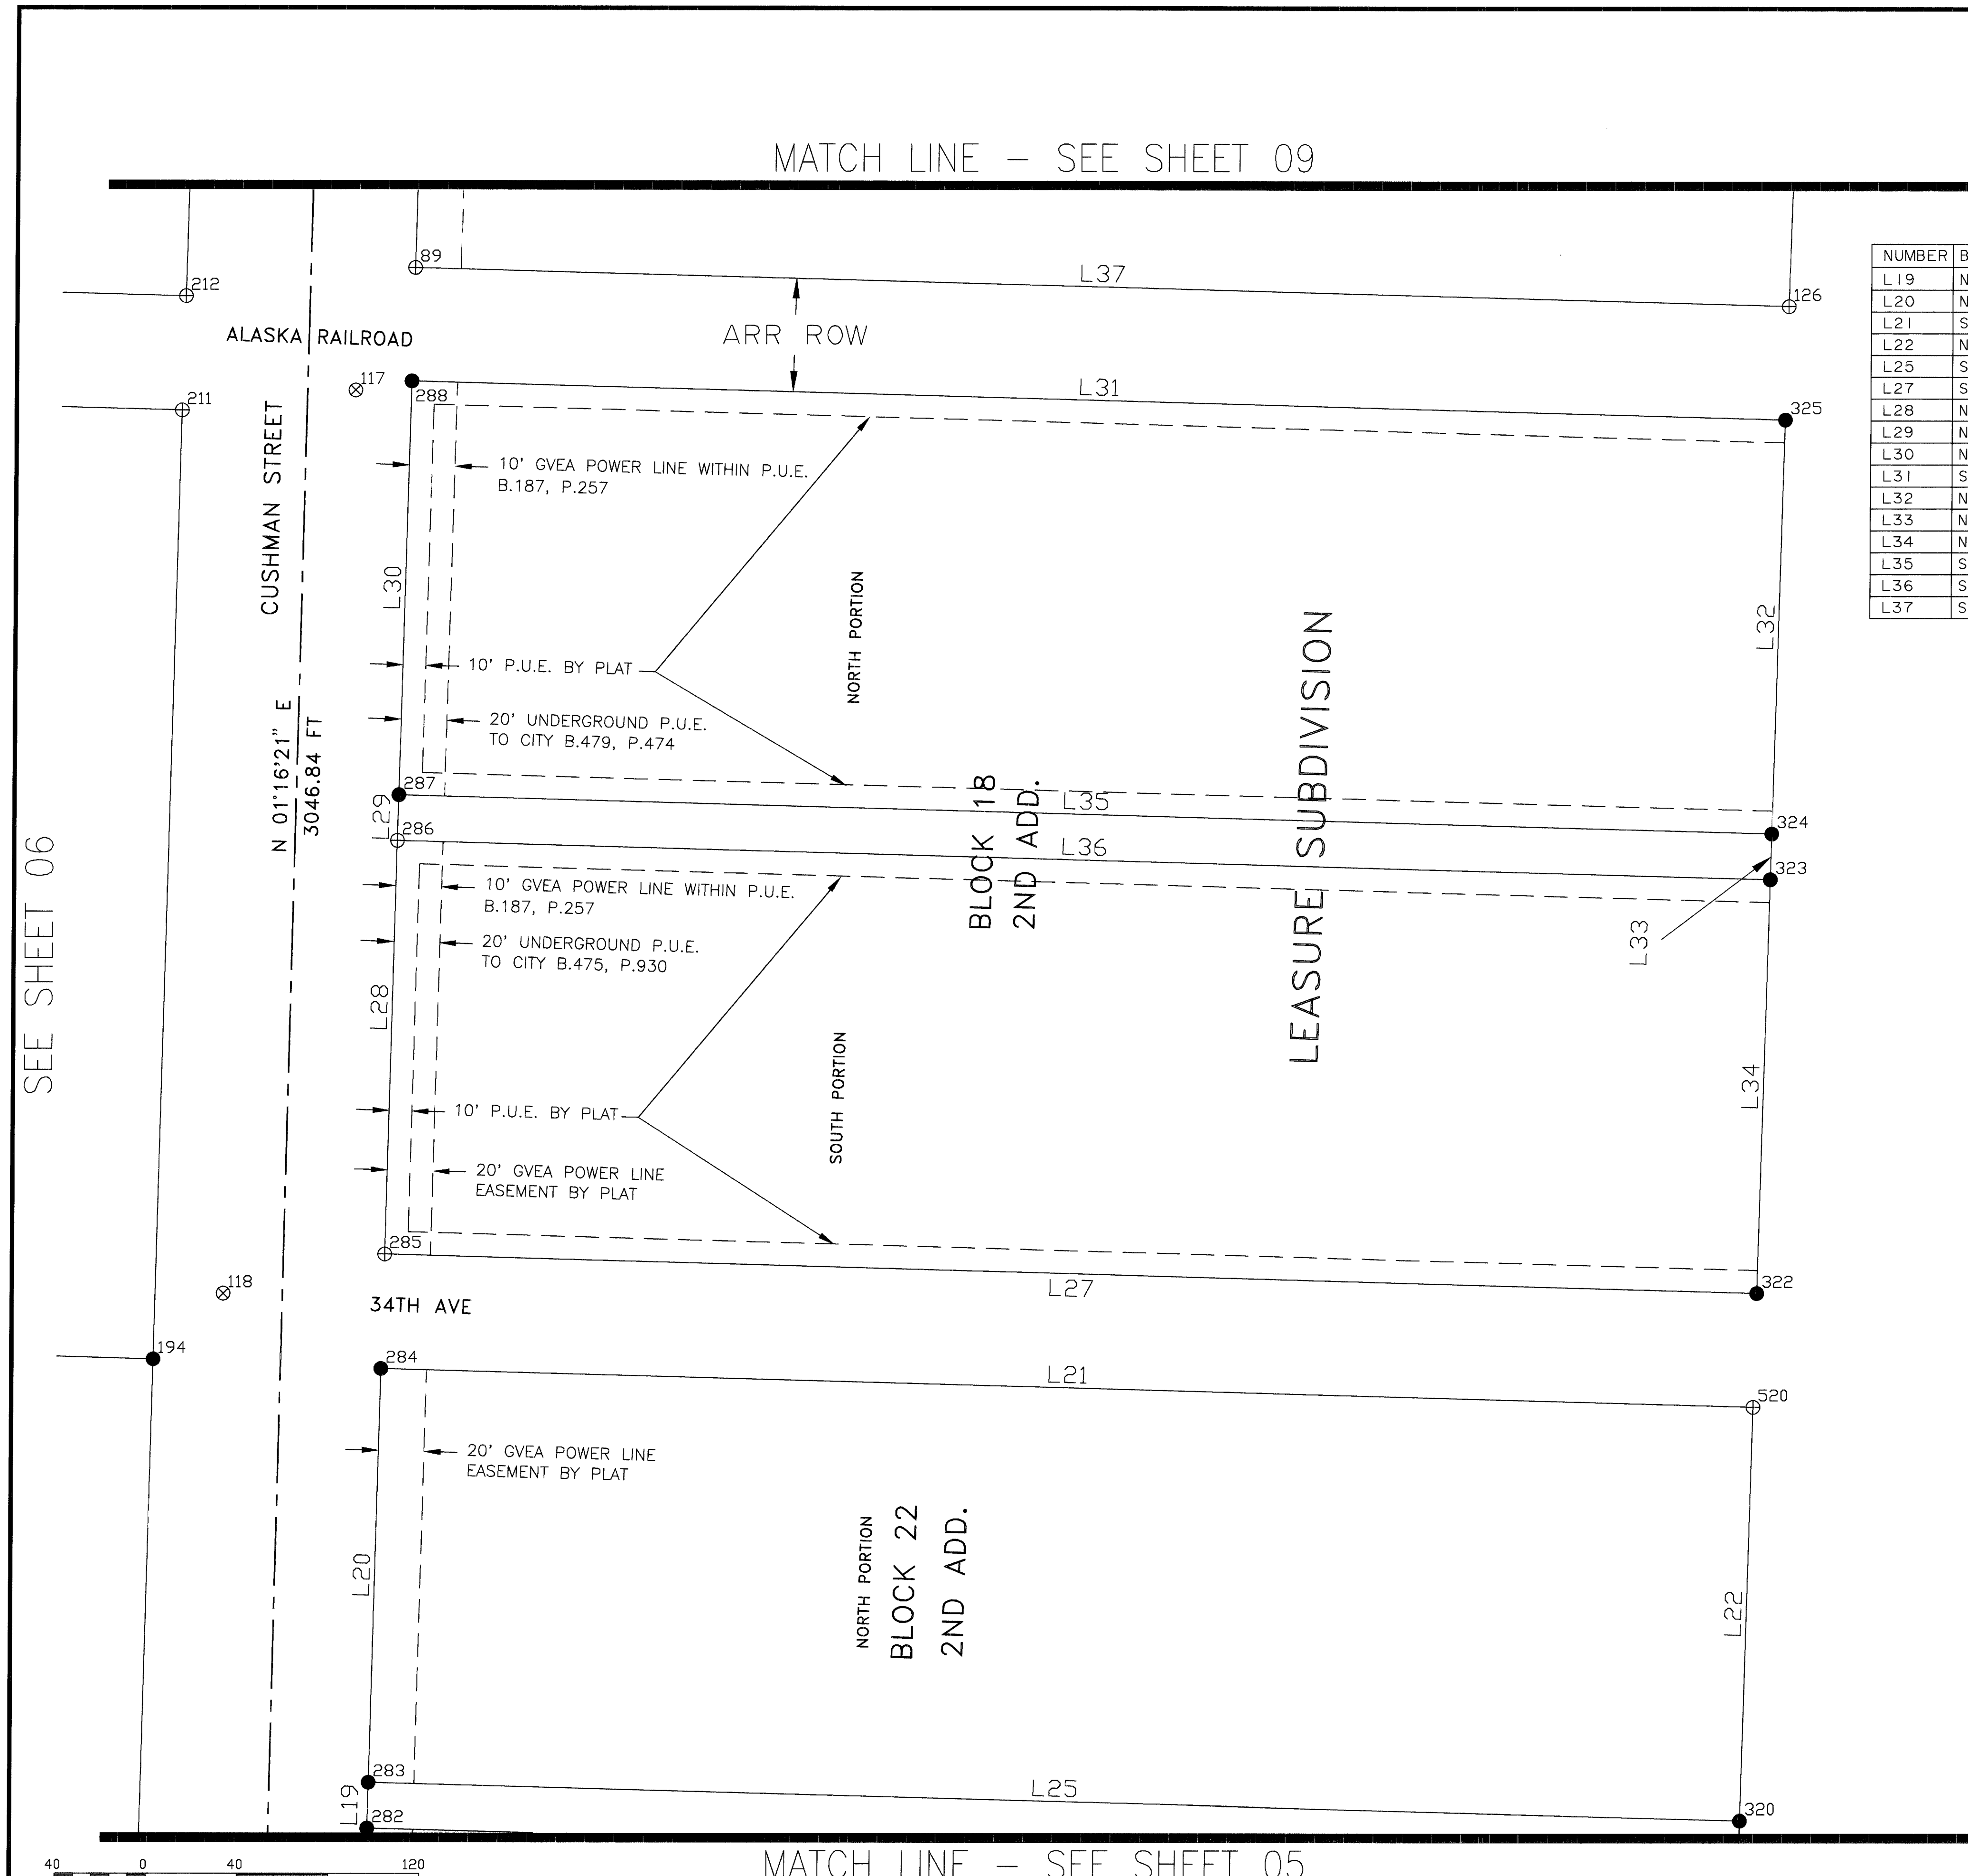 MATCH LINE – SEE SHEET 09
89
L37
126
212
ALASKA RAILROAD
ARR ROW
117
288
L31
325
211
CUSHMAN STREET
10' GVEA POWER LINE WITHIN P.U.E.
B.187, P.257
L30
NORTH PORTION
L32
10' P.U.E. BY PLAT
20' UNDERGROUND P.U.E.
TO CITY B.479, P.474
N 01°16'21" E
3046.84 FT
LEASURE SUBDIVISION
BLOCK 18
2ND ADD.
287
L29
L35
324
286
L36
323
L33
SEE SHEET 06
10' GVEA POWER LINE WITHIN P.U.E.
B.187, P.257
20' UNDERGROUND P.U.E.
TO CITY B.475, P.930
L28
SOUTH PORTION
L34
10' P.U.E. BY PLAT
20' GVEA POWER LINE
EASEMENT BY PLAT
285
L27
322
118
34TH AVE
194
284
L21
520
20' GVEA POWER LINE
EASEMENT BY PLAT
L20
NORTH PORTION
BLOCK 22
2ND ADD.
L22
283
L25
320
L19
282
40 0 40 120
MATCH LINE – SEE SHEET 05
NUMBER B
L19 N
L20 N
L21 S
L22 N
L25 S
L27 S
L28 N
L29 N
L30 N
L31 S
L32 N
L33 N
L34 N
L35 S
L36 S
L37 S